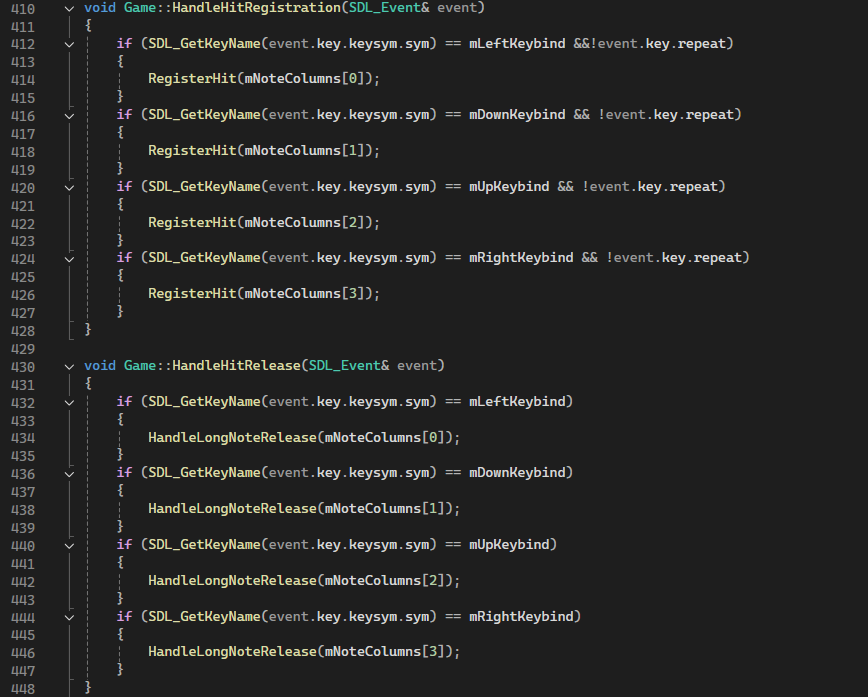 410 void Game::HandleHitRegistration(SDL_Event& event)
411 {
412 if (SDL_GetKeyName(event.key.keysym.sym) == mLeftKeybind &&!event.key.repeat)
413 {
414 RegisterHit(mNoteColumns[0]);
415 }
416 if (SDL_GetKeyName(event.key.keysym.sym) == mDownKeybind && !event.key.repeat)
417 {
418 RegisterHit(mNoteColumns[1]);
419 }
420 if (SDL_GetKeyName(event.key.keysym.sym) == mUpKeybind && !event.key.repeat)
421 {
422 RegisterHit(mNoteColumns[2]);
423 }
424 if (SDL_GetKeyName(event.key.keysym.sym) == mRightKeybind && !event.key.repeat)
425 {
426 RegisterHit(mNoteColumns[3]);
427 }
428 }
429
430 void Game::HandleHitRelease(SDL_Event& event)
431 {
432 if (SDL_GetKeyName(event.key.keysym.sym) == mLeftKeybind)
433 {
434 HandleLongNoteRelease(mNoteColumns[0]);
435 }
436 if (SDL_GetKeyName(event.key.keysym.sym) == mDownKeybind)
437 {
438 HandleLongNoteRelease(mNoteColumns[1]);
439 }
440 if (SDL_GetKeyName(event.key.keysym.sym) == mUpKeybind)
441 {
442 HandleLongNoteRelease(mNoteColumns[2]);
443 }
444 if (SDL_GetKeyName(event.key.keysym.sym) == mRightKeybind)
445 {
446 HandleLongNoteRelease(mNoteColumns[3]);
447 }
448 }